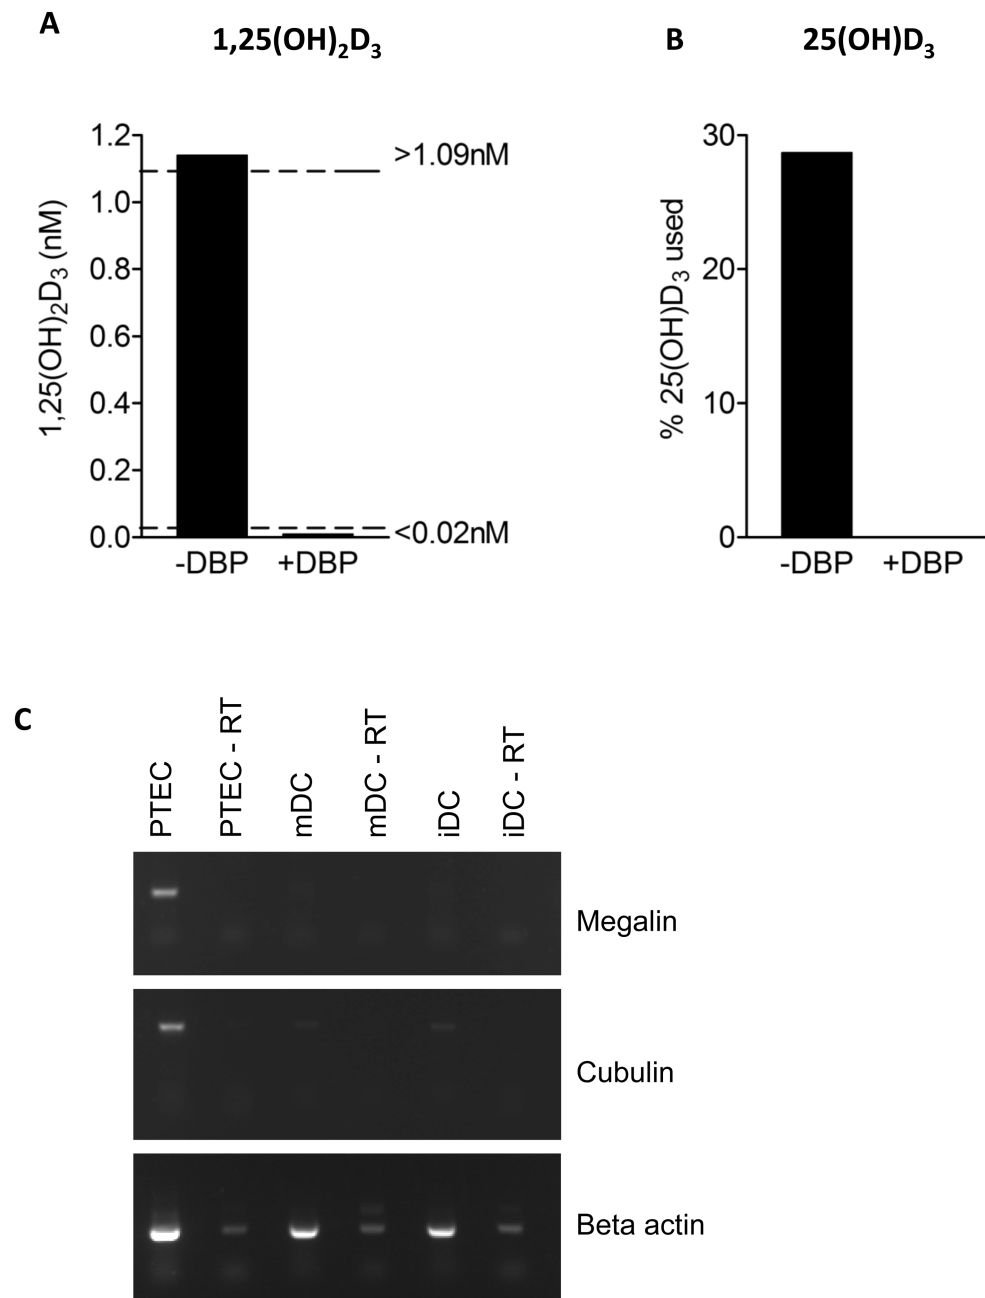 A
1,25(OH)₂D₃
1,25(OH)₂D₃ (nM)
1.2
1.0
0.8
0.6
0.4
0.2
0.0
>1.09nM
<0.02nM
-DBP +DBP
B
25(OH)D₃
% 25(OH)D₃ used
30
20
10
0
-DBP +DBP
C
PTEC
PTEC - RT
mDC
mDC - RT
iDC
iDC - RT
Megalin
Cubulin
Beta actin